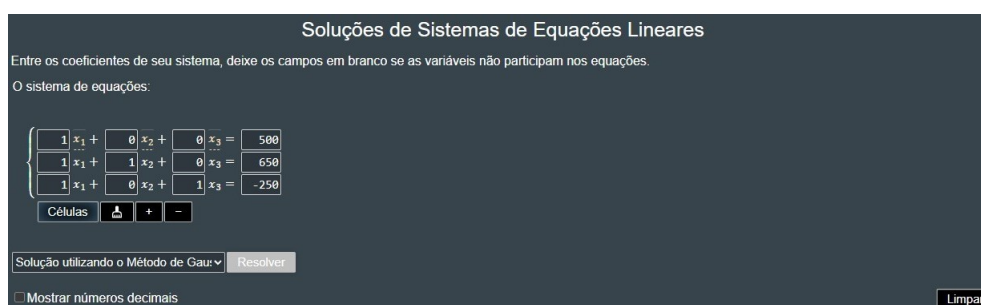 Soluções de Sistemas de Equações Lineares
Entre os coeficientes de seu sistema, deixe os campos em branco se as variáveis não participam nos equações.
O sistema de equações:
1 x₁ + 0 x₂ + 0 x₃ = 500
1 x₁ + 1 x₂ + 0 x₃ = 650
1 x₁ + 0 x₂ + 1 x₃ = -250
Células + −
Solução utilizando o Método de Gau Resolver
Mostrar números decimais Limpar